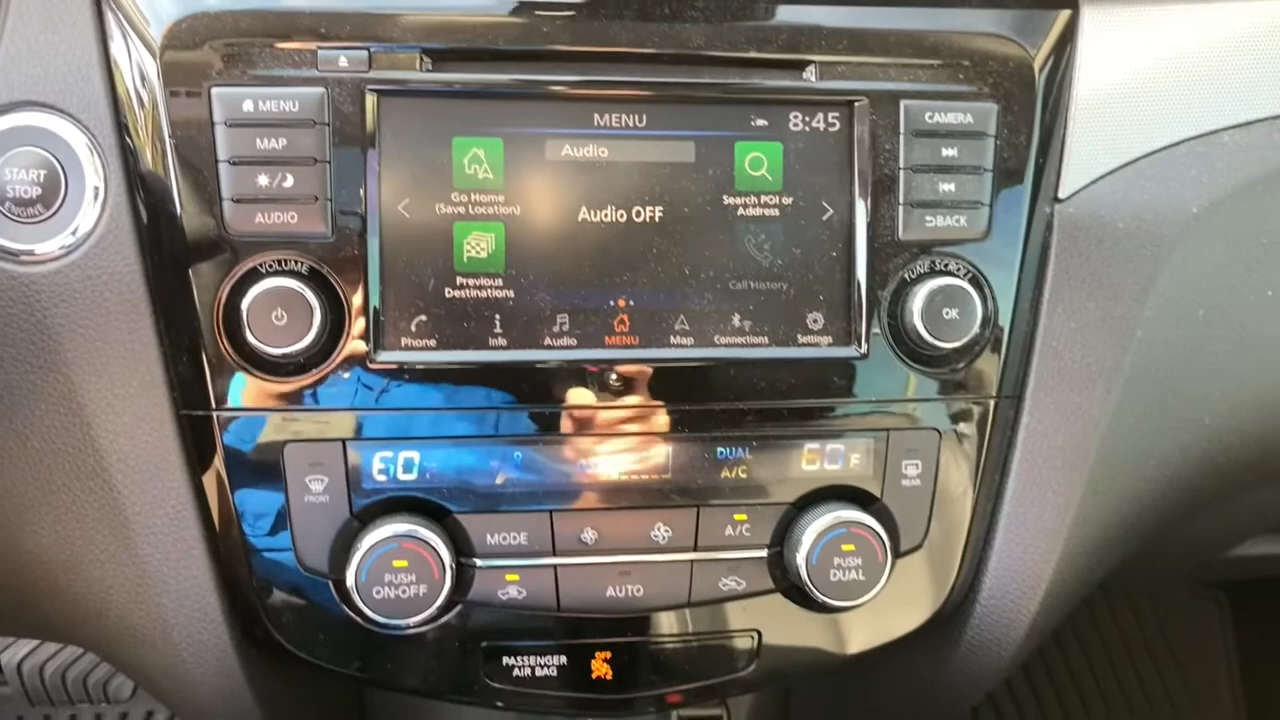 START
STOP
ENGINE
MENU
MAP
AUDIO
VOLUME
MENU
8:45
Audio
Go Home
(Save Location)
Audio OFF
Search POI or
Address
Previous
Destinations
Call History
Phone
Info
Audio
MENU
Map
Connections
Settings
CAMERA
BACK
TUNE·SCROLL
OK
FRONT
60
DUAL
A/C
60 F
REAR
MODE
A/C
PUSH
ON·OFF
AUTO
PUSH
DUAL
PASSENGER
AIR BAG
OFF
2